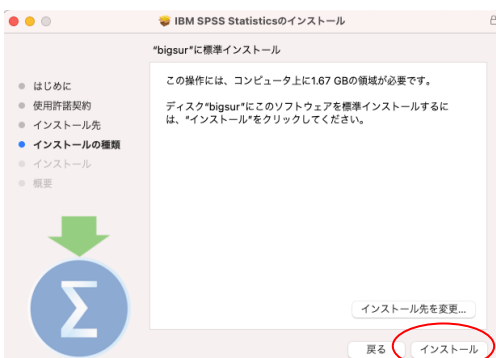 IBM SPSS Statisticsのインストール
"bigsur"に標準インストール
はじめに
使用許諾契約
インストール先
インストールの種類
インストール
概要
この操作には、コンピュータ上に1.67 GBの領域が必要です。
ディスク"bigsur"にこのソフトウェアを標準インストールするに
は、"インストール"をクリックしてください。
Σ
インストール先を変更...
戻る
インストール